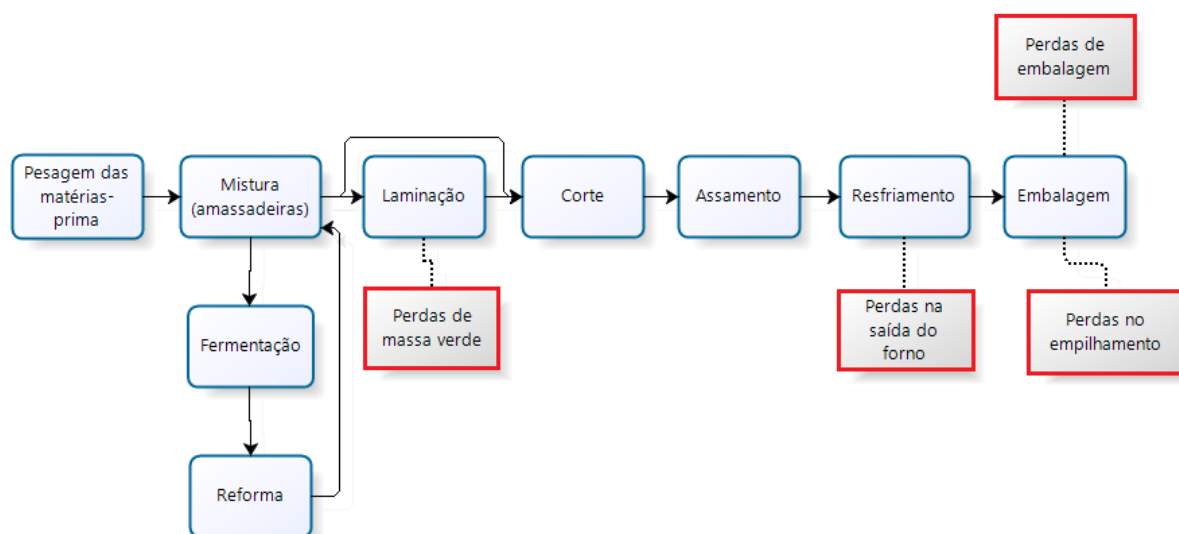 Perdas de
embalagem
Pesagem das
matérias-
prima
Mistura
(amassadeiras)
Laminação
Corte
Assamento
Resfriamento
Embalagem
Perdas de
massa verde
Perdas na
saída do
forno
Perdas no
empilhamento
Fermentação
Reforma